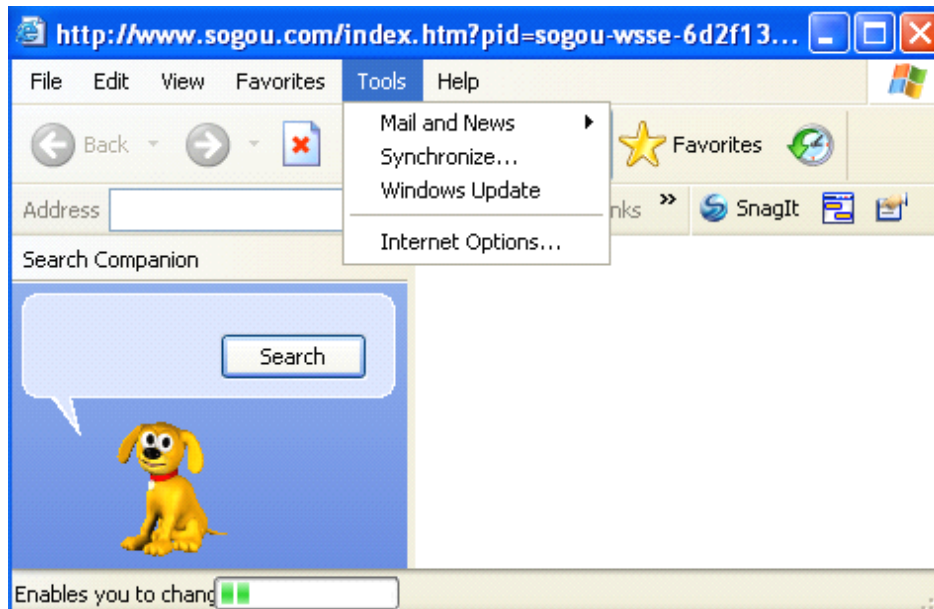 http://www.sogou.com/index.htm?pid=sogou-wsse-6d2f13...
File Edit View Favorites Tools Help
Back Favorites
Mail and News
Synchronize...
Windows Update
Internet Options...
Address nks » SnagIt
Search Companion
Search
Enables you to chang